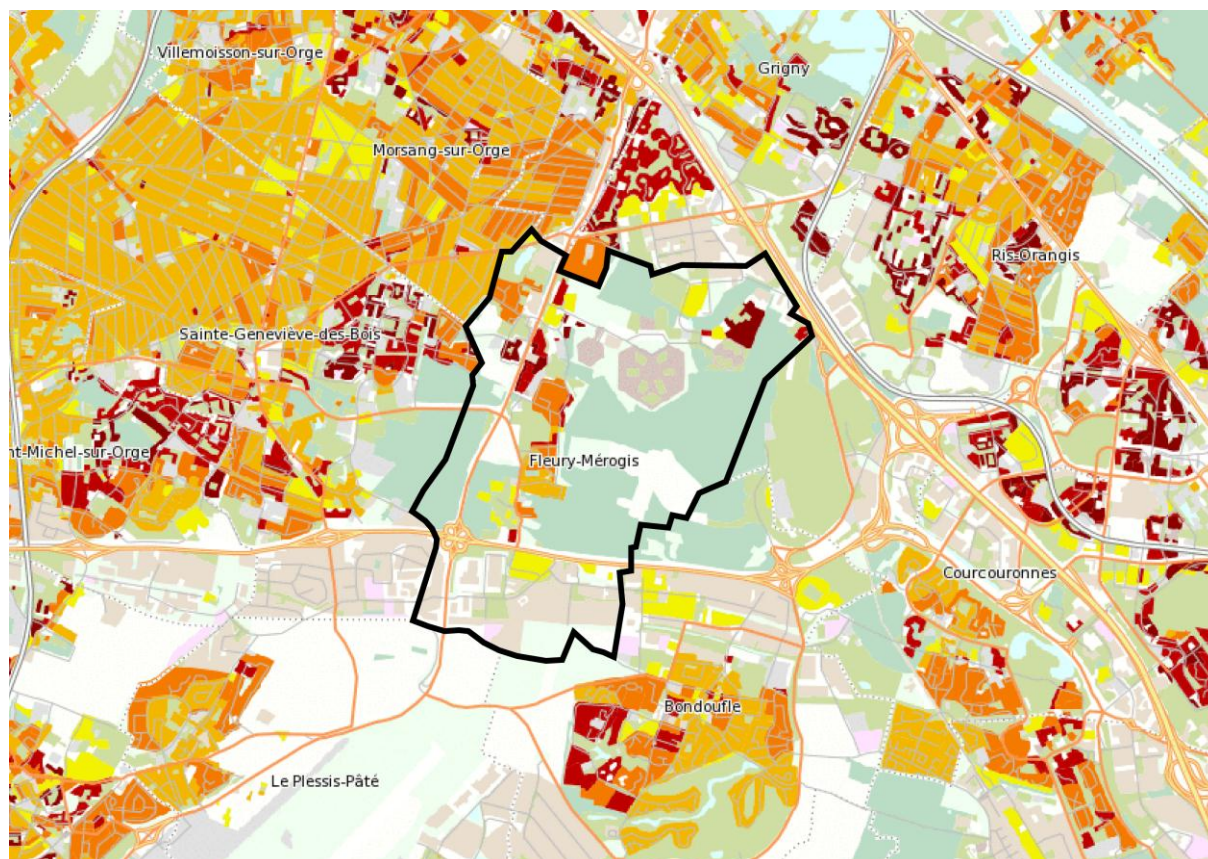 Villemoisson-sur-Orge
Grigny
Morsang-sur-Orge
Ris-Orangis
Sainte-Geneviève-des-Bois
nt-Michel-sur-Orge
Fleury-Mérogis
Courcouronnes
Bondoufle
Le Plessis-Pâté